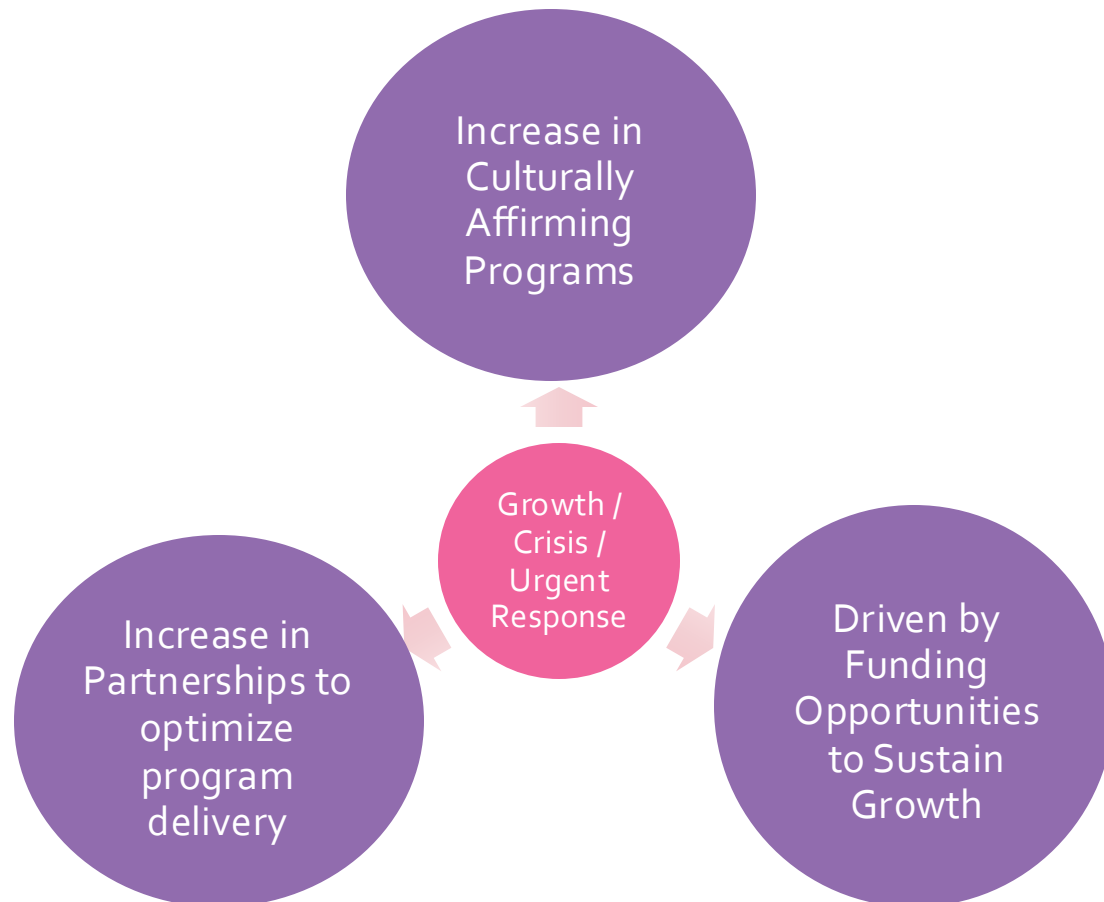 Increase in
Culturally
Affirming
Programs
Growth /
Crisis /
Urgent
Response
Increase in
Partnerships to
optimize
program
delivery
Driven by
Funding
Opportunities
to Sustain
Growth